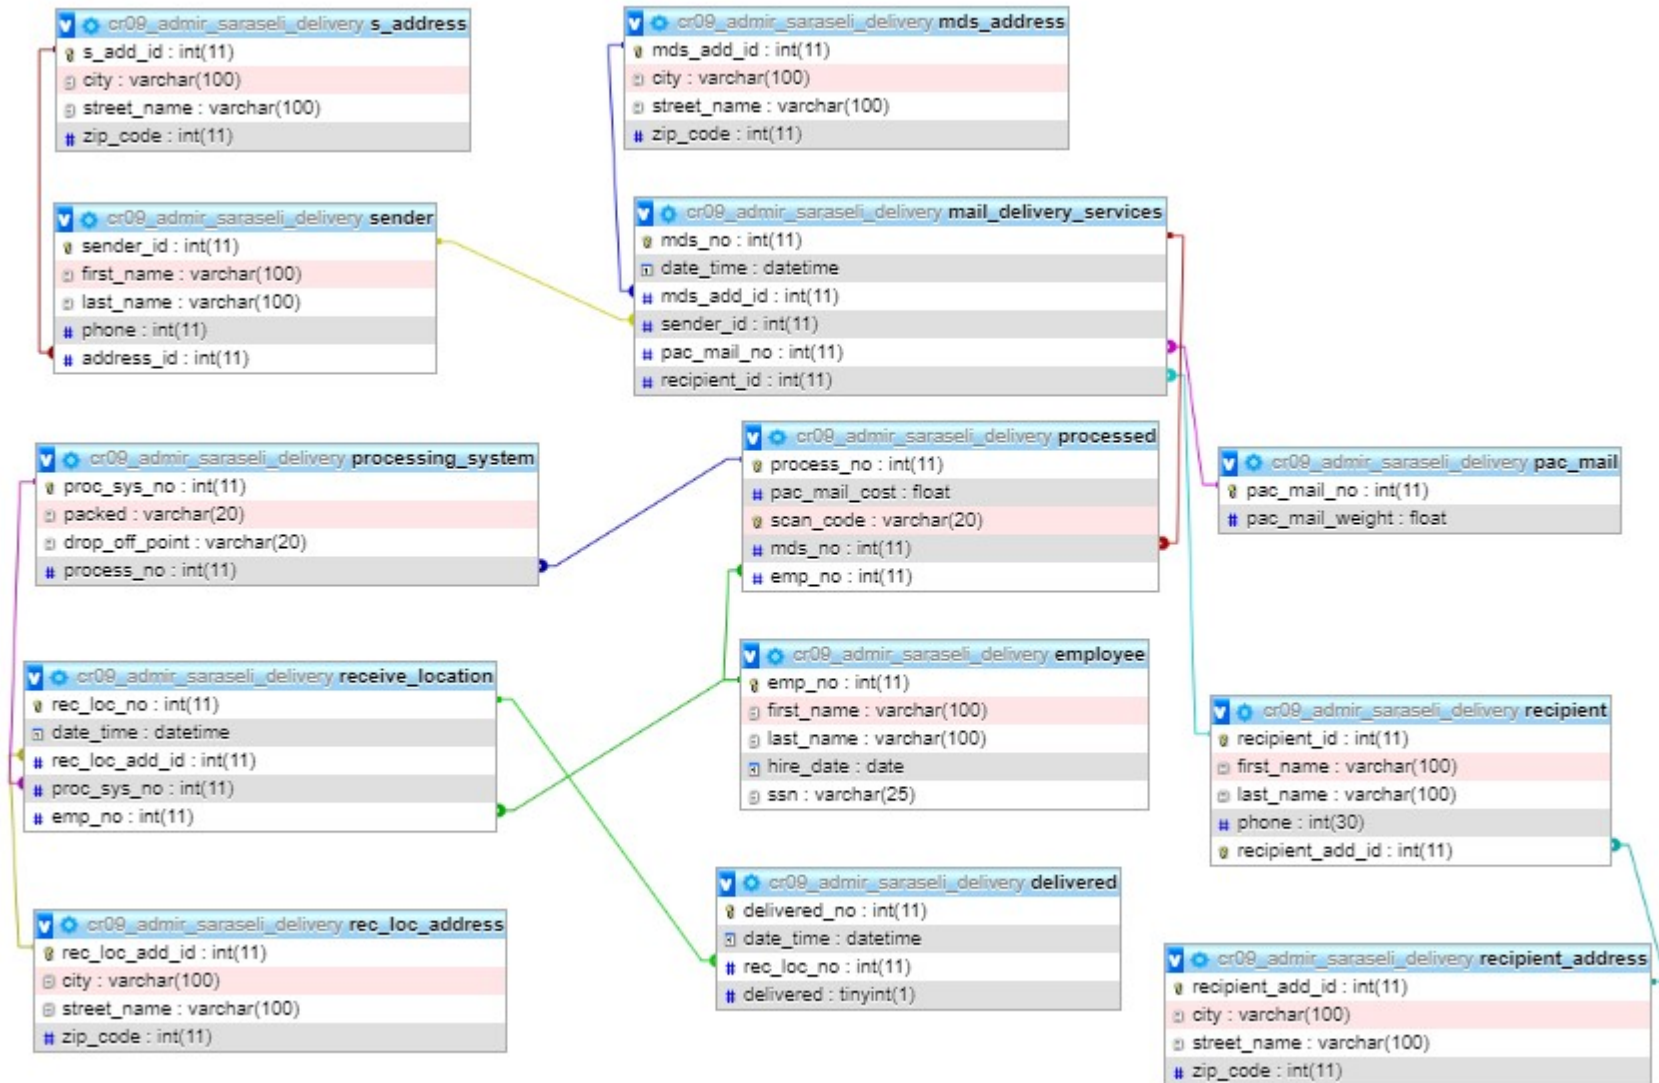 cr09_admir_saraseli_delivery s_address
s_add_id : int(11)
city : varchar(100)
street_name : varchar(100)
# zip_code : int(11)
cr09_admir_saraseli_delivery mds_address
mds_add_id : int(11)
city : varchar(100)
street_name : varchar(100)
# zip_code : int(11)
cr09_admir_saraseli_delivery sender
sender_id : int(11)
first_name : varchar(100)
last_name : varchar(100)
# phone : int(11)
# address_id : int(11)
cr09_admir_saraseli_delivery mail_delivery_services
mds_no : int(11)
date_time : datetime
# mds_add_id : int(11)
# sender_id : int(11)
# pac_mail_no : int(11)
# recipient_id : int(11)
cr09_admir_saraseli_delivery processing_system
proc_sys_no : int(11)
packed : varchar(20)
drop_off_point : varchar(20)
# process_no : int(11)
cr09_admir_saraseli_delivery processed
process_no : int(11)
# pac_mail_cost : float
scan_code : varchar(20)
# mds_no : int(11)
# emp_no : int(11)
cr09_admir_saraseli_delivery pac_mail
pac_mail_no : int(11)
# pac_mail_weight : float
cr09_admir_saraseli_delivery receive_location
rec_loc_no : int(11)
date_time : datetime
# rec_loc_add_id : int(11)
# proc_sys_no : int(11)
# emp_no : int(11)
cr09_admir_saraseli_delivery employee
emp_no : int(11)
first_name : varchar(100)
last_name : varchar(100)
hire_date : date
ssn : varchar(25)
cr09_admir_saraseli_delivery recipient
recipient_id : int(11)
first_name : varchar(100)
last_name : varchar(100)
# phone : int(30)
recipient_add_id : int(11)
cr09_admir_saraseli_delivery rec_loc_address
rec_loc_add_id : int(11)
city : varchar(100)
street_name : varchar(100)
# zip_code : int(11)
cr09_admir_saraseli_delivery delivered
delivered_no : int(11)
date_time : datetime
# rec_loc_no : int(11)
# delivered : tinyint(1)
cr09_admir_saraseli_delivery recipient_address
recipient_add_id : int(11)
city : varchar(100)
street_name : varchar(100)
# zip_code : int(11)